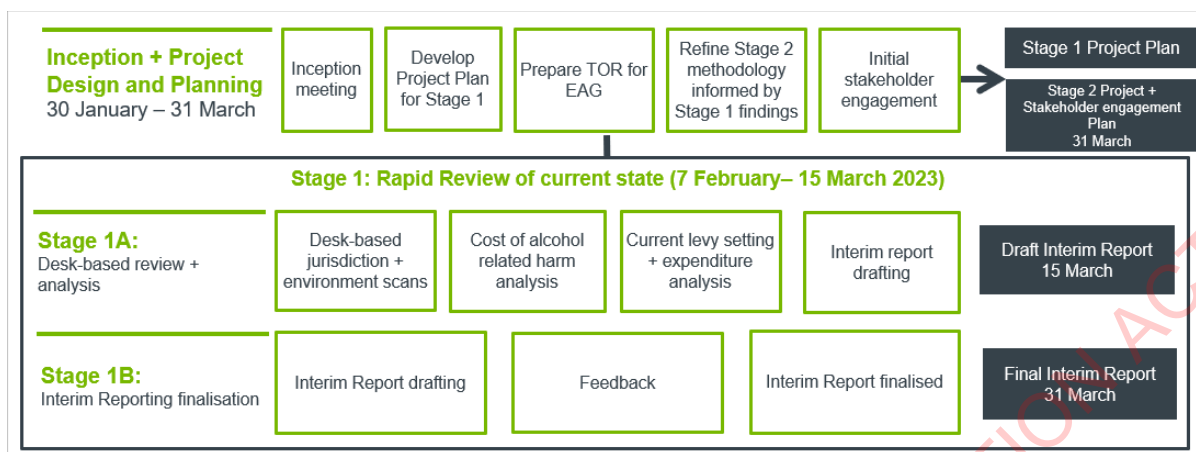 Inception + Project
Design and Planning
30 January – 31 March
Inception
meeting
Develop
Project Plan
for Stage 1
Prepare TOR for
EAG
Refine Stage 2
methodology
informed by
Stage 1 findings
Initial
stakeholder
engagement
Stage 1 Project Plan
Stage 2 Project +
Stakeholder engagement
Plan
31 March
Stage 1: Rapid Review of current state (7 February– 15 March 2023)
Stage 1A:
Desk-based review +
analysis
Desk-based
jurisdiction +
environment scans
Cost of alcohol
related harm
analysis
Current levy setting
+ expenditure
analysis
Interim report
drafting
Draft Interim Report
15 March
Stage 1B:
Interim Reporting finalisation
Interim Report drafting
Feedback
Interim Report finalised
Final Interim Report
31 March
TION ACT